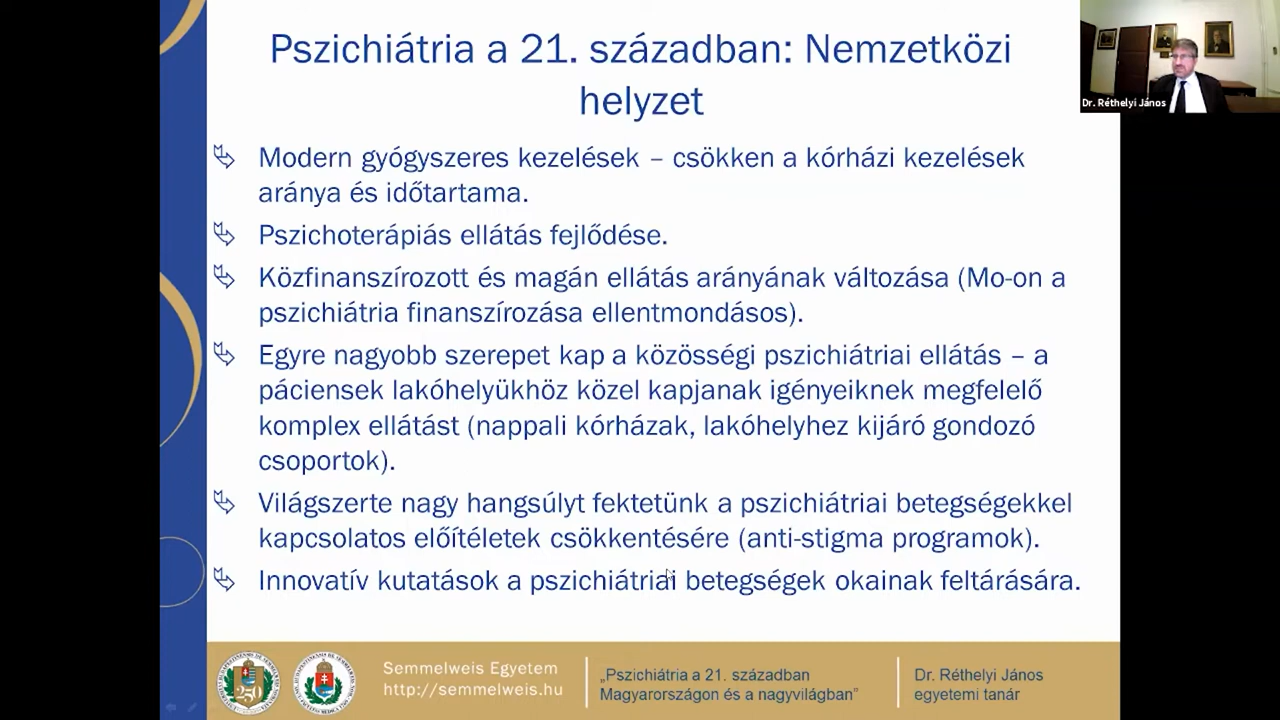 Pszichiátria a 21. században: Nemzetközi
helyzet
Dr. Réthelyi János
Modern gyógyszeres kezelések – csökken a kórházi kezelések
aránya és időtartama.
Pszichoterápiás ellátás fejlődése.
Közfinanszírozott és magán ellátás arányának változása (Mo-on a
pszichiátria finanszírozása ellentmondásos).
Egyre nagyobb szerepet kap a közösségi pszichiátriai ellátás – a
páciensek lakóhelyükhöz közel kapjanak igényeiknek megfelelő
komplex ellátást (nappali kórházak, lakóhelyhez kijáró gondozó
csoportok).
Világszerte nagy hangsúlyt fektetünk a pszichiátriai betegségekkel
kapcsolatos előítéletek csökkentésére (anti-stigma programok).
Innovatív kutatások a pszichiátriai betegségek okainak feltárására.
250
Semmelweis Egyetem
http://semmelweis.hu
„Pszichiátria a 21. században
Magyarországon és a nagyvilágban”
Dr. Réthelyi János
egyetemi tanár